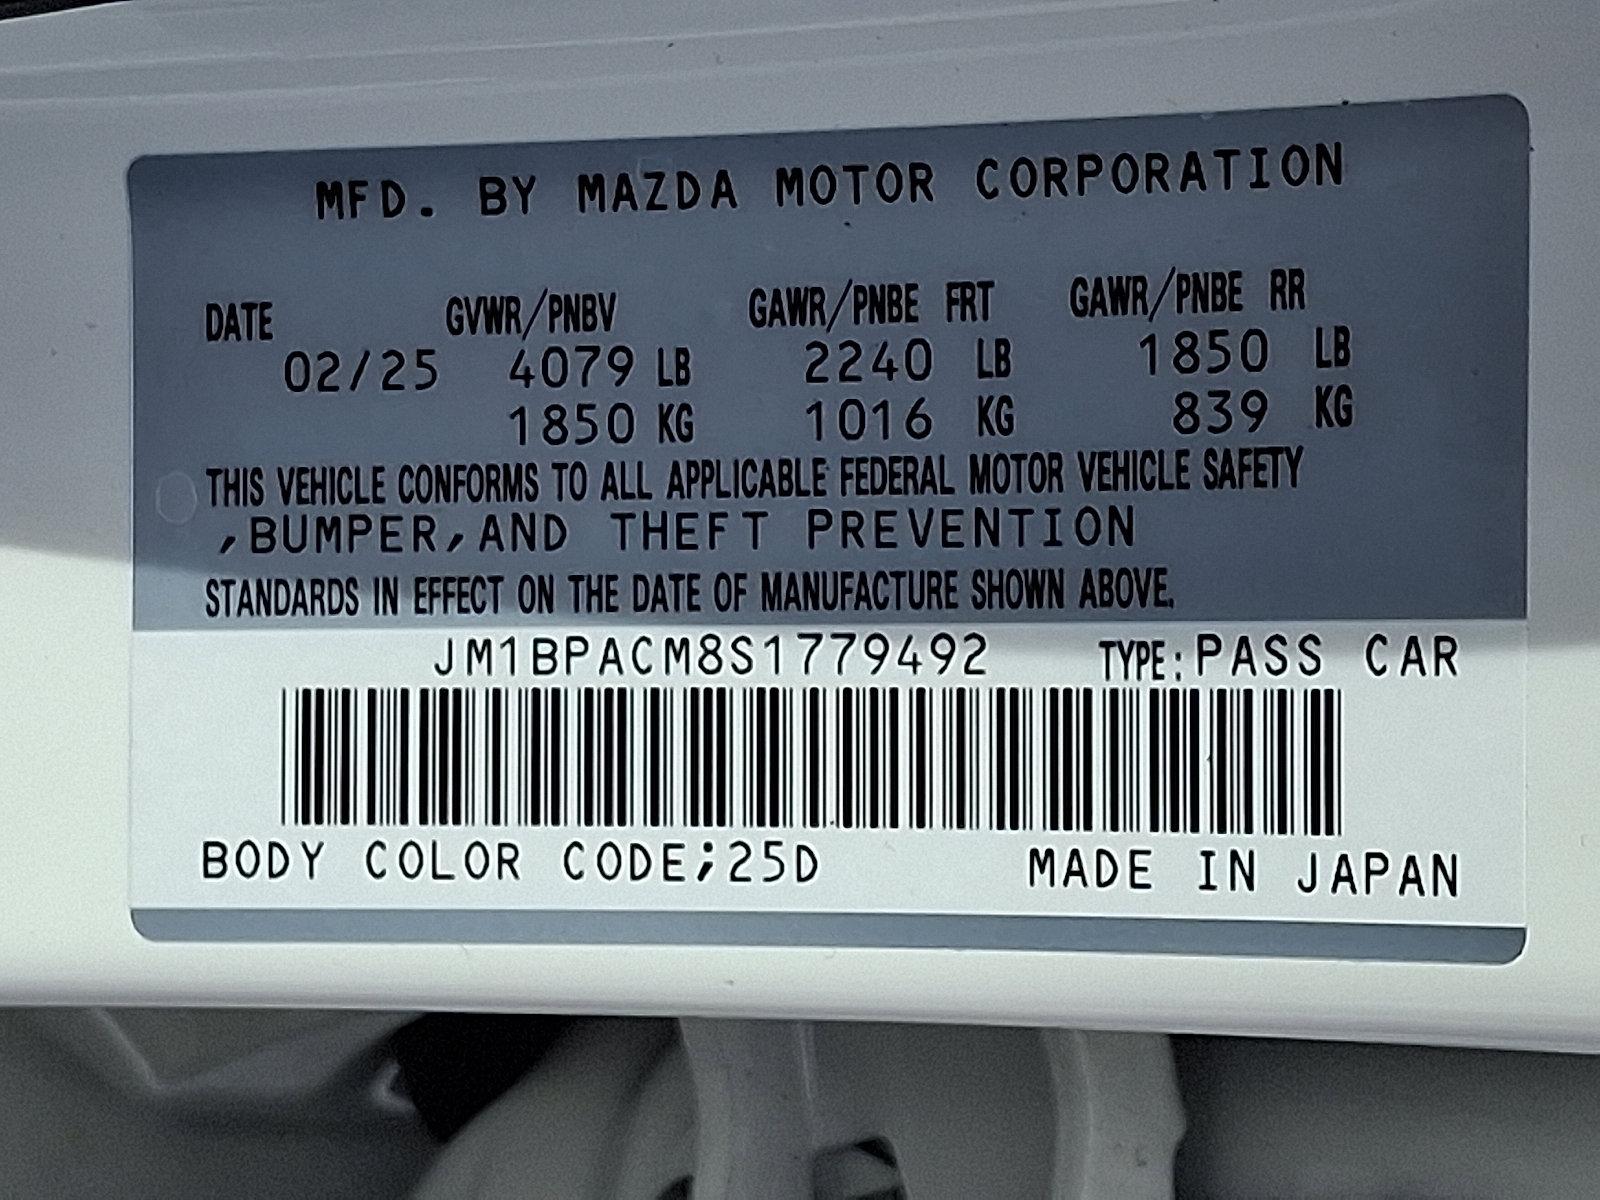 MFD. BY MAZDA MOTOR CORPORATION
DATE GVWR/PNBV GAWR/PNBE FRT GAWR/PNBE RR
02/25 4079 LB 2240 LB 1850 LB
1850 KG 1016 KG 839 KG
THIS VEHICLE CONFORMS TO ALL APPLICABLE FEDERAL MOTOR VEHICLE SAFETY
,BUMPER,AND THEFT PREVENTION
STANDARDS IN EFFECT ON THE DATE OF MANUFACTURE SHOWN ABOVE.
JM1BPACM8S1779492 TYPE:PASS CAR
BODY COLOR CODE;25D MADE IN JAPAN